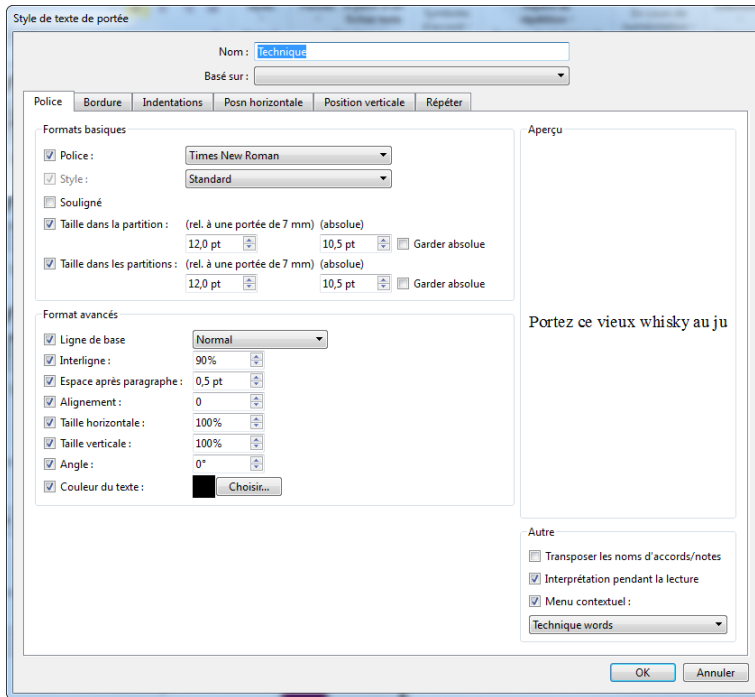 Style de texte de portée
Nom : Technique
Basé sur :
Police Bordure Indentations Posn horizontale Position verticale Répéter
Formats basiques
Police : Times New Roman
Style : Standard
Souligné
Taille dans la partition : (rel. à une portée de 7 mm) (absolue)
12,0 pt 10,5 pt Garder absolue
Taille dans les partitions : (rel. à une portée de 7 mm) (absolue)
12,0 pt 10,5 pt Garder absolue
Format avancés
Ligne de base Normal
Interligne : 90%
Espace après paragraphe : 0,5 pt
Alignement : 0
Taille horizontale : 100%
Taille verticale : 100%
Angle : 0°
Couleur du texte : Choisir...
Aperçu
Portez ce vieux whisky au ju
Autre
Transposer les noms d'accords/notes
Interprétation pendant la lecture
Menu contextuel :
Technique words
OK Annuler